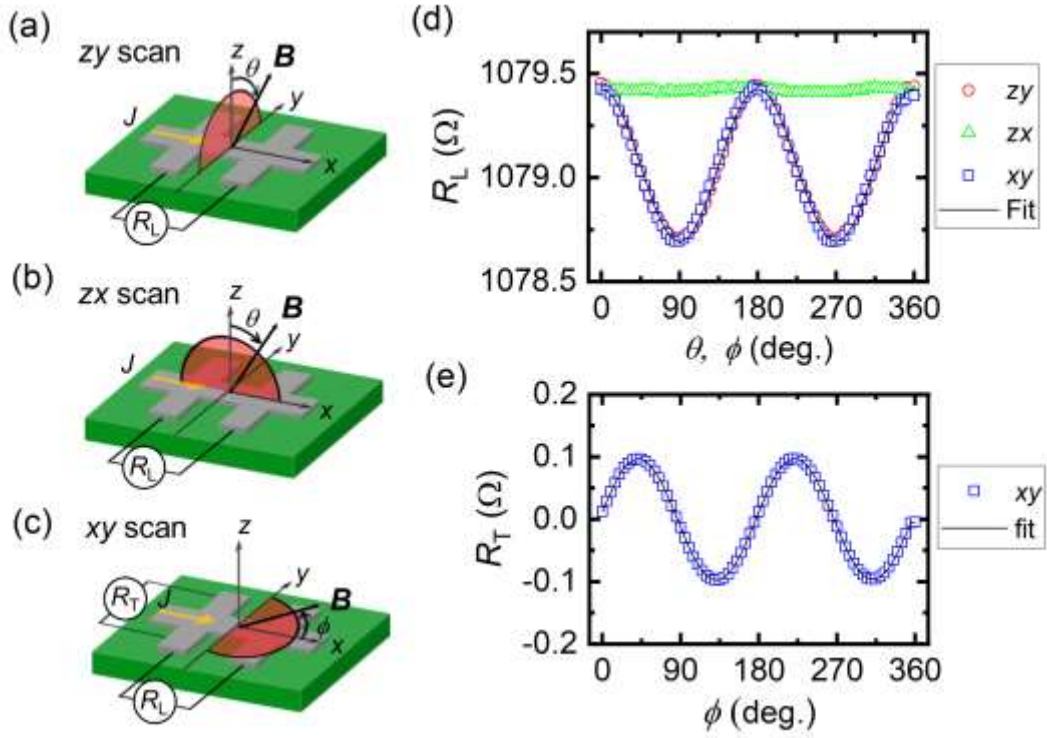 (a)
zy scan
z
θ
B
y
J
x
R_L
(b)
zx scan
z
θ
B
y
J
x
R_L
(c)
xy scan
z
y
R_T
J
B
ϕ
x
R_L
(d)
1079.5
1079.0
1078.5
R_L (Ω)
0 90 180 270 360
θ, ϕ (deg.)
zy
zx
xy
Fit
(e)
0.2
0.1
0.0
-0.1
-0.2
R_T (Ω)
0 90 180 270 360
ϕ (deg.)
xy
fit